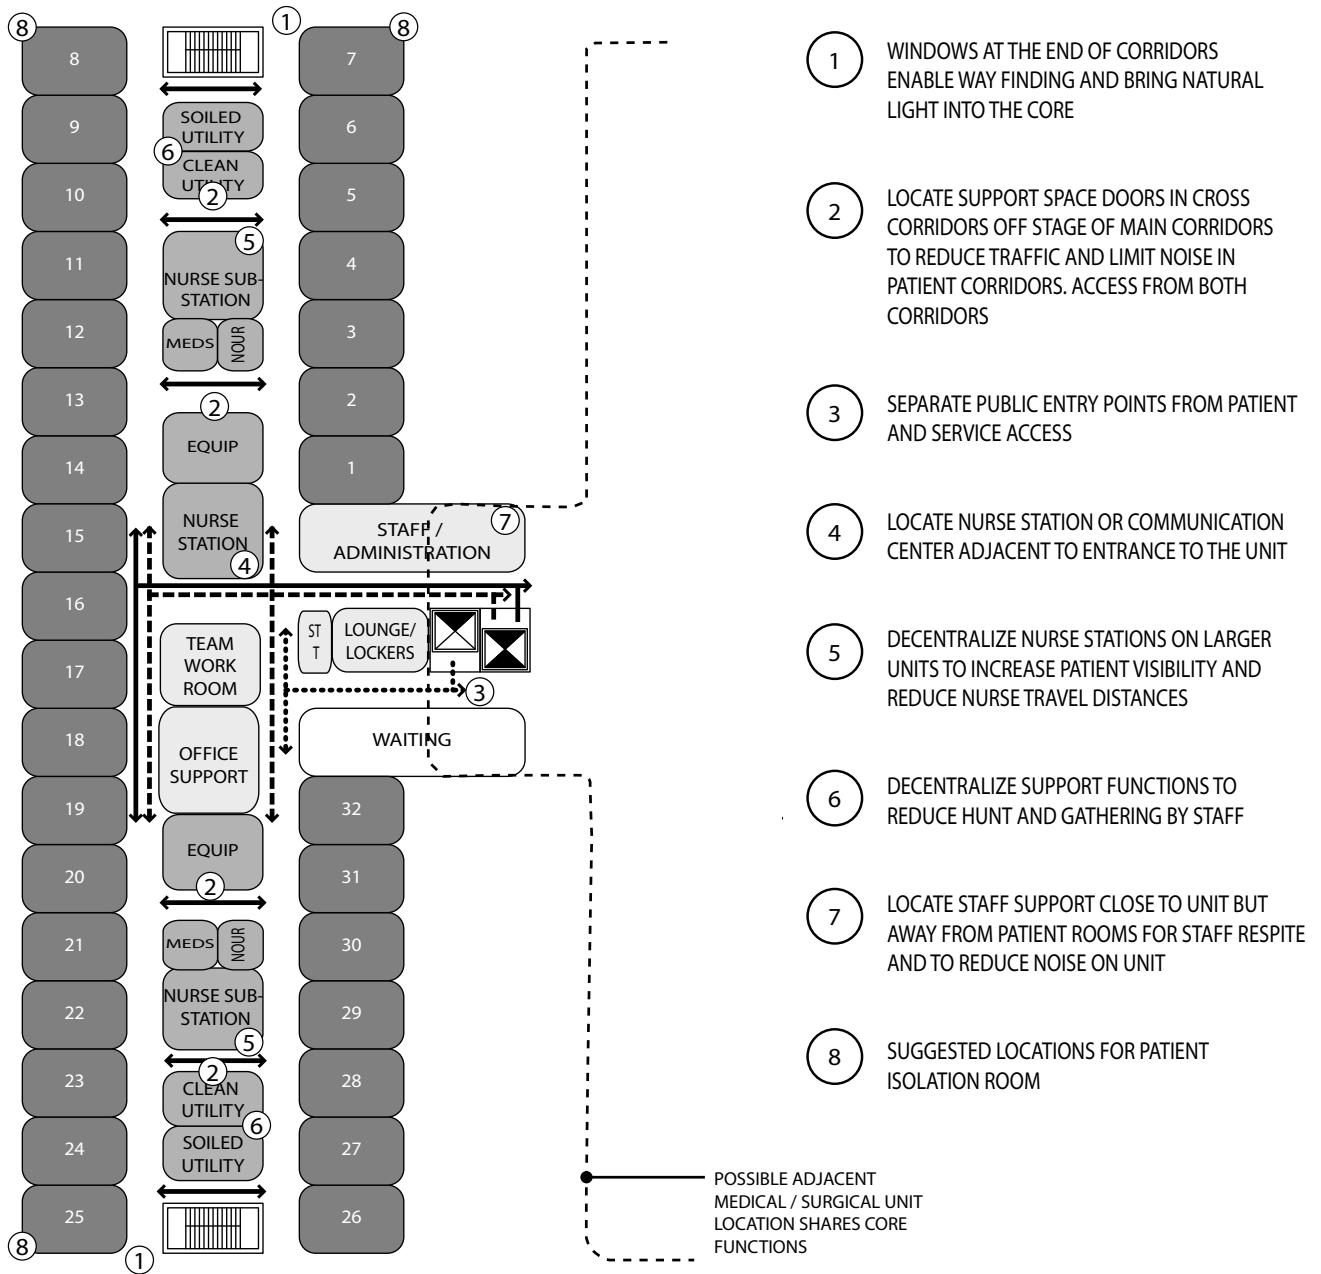 8
1
8
8
7
9
SOILED
UTILITY
6
6
CLEAN
UTILITY
2
10
5
11
5
NURSE SUB-
STATION
4
12
MEDS
NOUR
3
13
2
2
EQUIP
14
1
15
NURSE
STATION
4
STAFF /
ADMINISTRATION
7
16
ST
T
LOUNGE/
LOCKERS
17
TEAM
WORK
ROOM
3
18
OFFICE
SUPPORT
WAITING
19
32
EQUIP
2
20
31
21
MEDS
NOUR
30
22
NURSE SUB-
STATION
5
29
23
2
CLEAN
UTILITY
28
6
24
SOILED
UTILITY
27
25
26
8
1
POSSIBLE ADJACENT
MEDICAL / SURGICAL UNIT
LOCATION SHARES CORE
FUNCTIONS
1
WINDOWS AT THE END OF CORRIDORS
ENABLE WAY FINDING AND BRING NATURAL
LIGHT INTO THE CORE
2
LOCATE SUPPORT SPACE DOORS IN CROSS
CORRIDORS OFF STAGE OF MAIN CORRIDORS
TO REDUCE TRAFFIC AND LIMIT NOISE IN
PATIENT CORRIDORS. ACCESS FROM BOTH
CORRIDORS
3
SEPARATE PUBLIC ENTRY POINTS FROM PATIENT
AND SERVICE ACCESS
4
LOCATE NURSE STATION OR COMMUNICATION
CENTER ADJACENT TO ENTRANCE TO THE UNIT
5
DECENTRALIZE NURSE STATIONS ON LARGER
UNITS TO INCREASE PATIENT VISIBILITY AND
REDUCE NURSE TRAVEL DISTANCES
6
DECENTRALIZE SUPPORT FUNCTIONS TO
REDUCE HUNT AND GATHERING BY STAFF
7
LOCATE STAFF SUPPORT CLOSE TO UNIT BUT
AWAY FROM PATIENT ROOMS FOR STAFF RESPITE
AND TO REDUCE NOISE ON UNIT
8
SUGGESTED LOCATIONS FOR PATIENT
ISOLATION ROOM